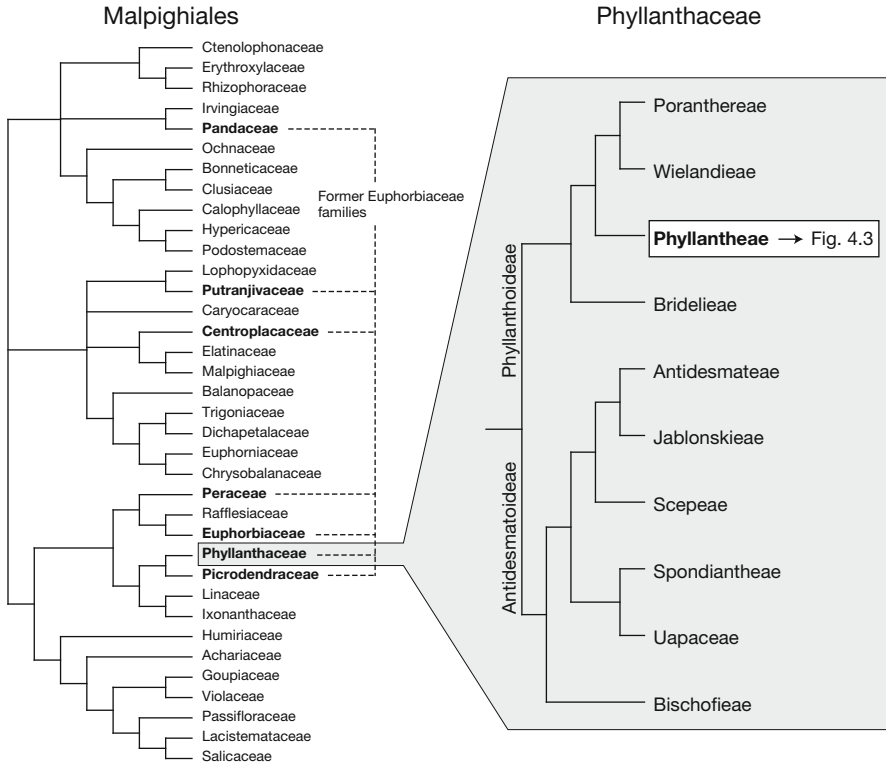 Malpighiales
Ctenolophonaceae
Erythroxylaceae
Rhizophoraceae
Irvingiaceae
Pandaceae
Ochnaceae
Bonneticaceae
Clusiaceae
Calophyllaceae
Hypericaceae
Podostemaceae
Lophopyxidaceae
Putranjivaceae
Caryocaraceae
Centroplacaceae
Elatinaceae
Malpighiaceae
Balanopaceae
Trigoniaceae
Dichapetalaceae
Euphorniaceae
Chrysobalanaceae
Peraceae
Rafflesiaceae
Euphorbiaceae
Phyllanthaceae
Picrodendraceae
Linaceae
Ixonanthaceae
Humiriaceae
Achariaceae
Goupiaceae
Violaceae
Passifloraceae
Lacistemataceae
Salicaceae
Former Euphorbiaceae
families
Phyllanthaceae
Phyllanthoideae
Antidesmatoideae
Poranthereae
Wielandieae
Phyllantheae → Fig. 4.3
Bridelieae
Antidesmateae
Jablonskieae
Scepeae
Spondiantheae
Uapaceae
Bischofieae